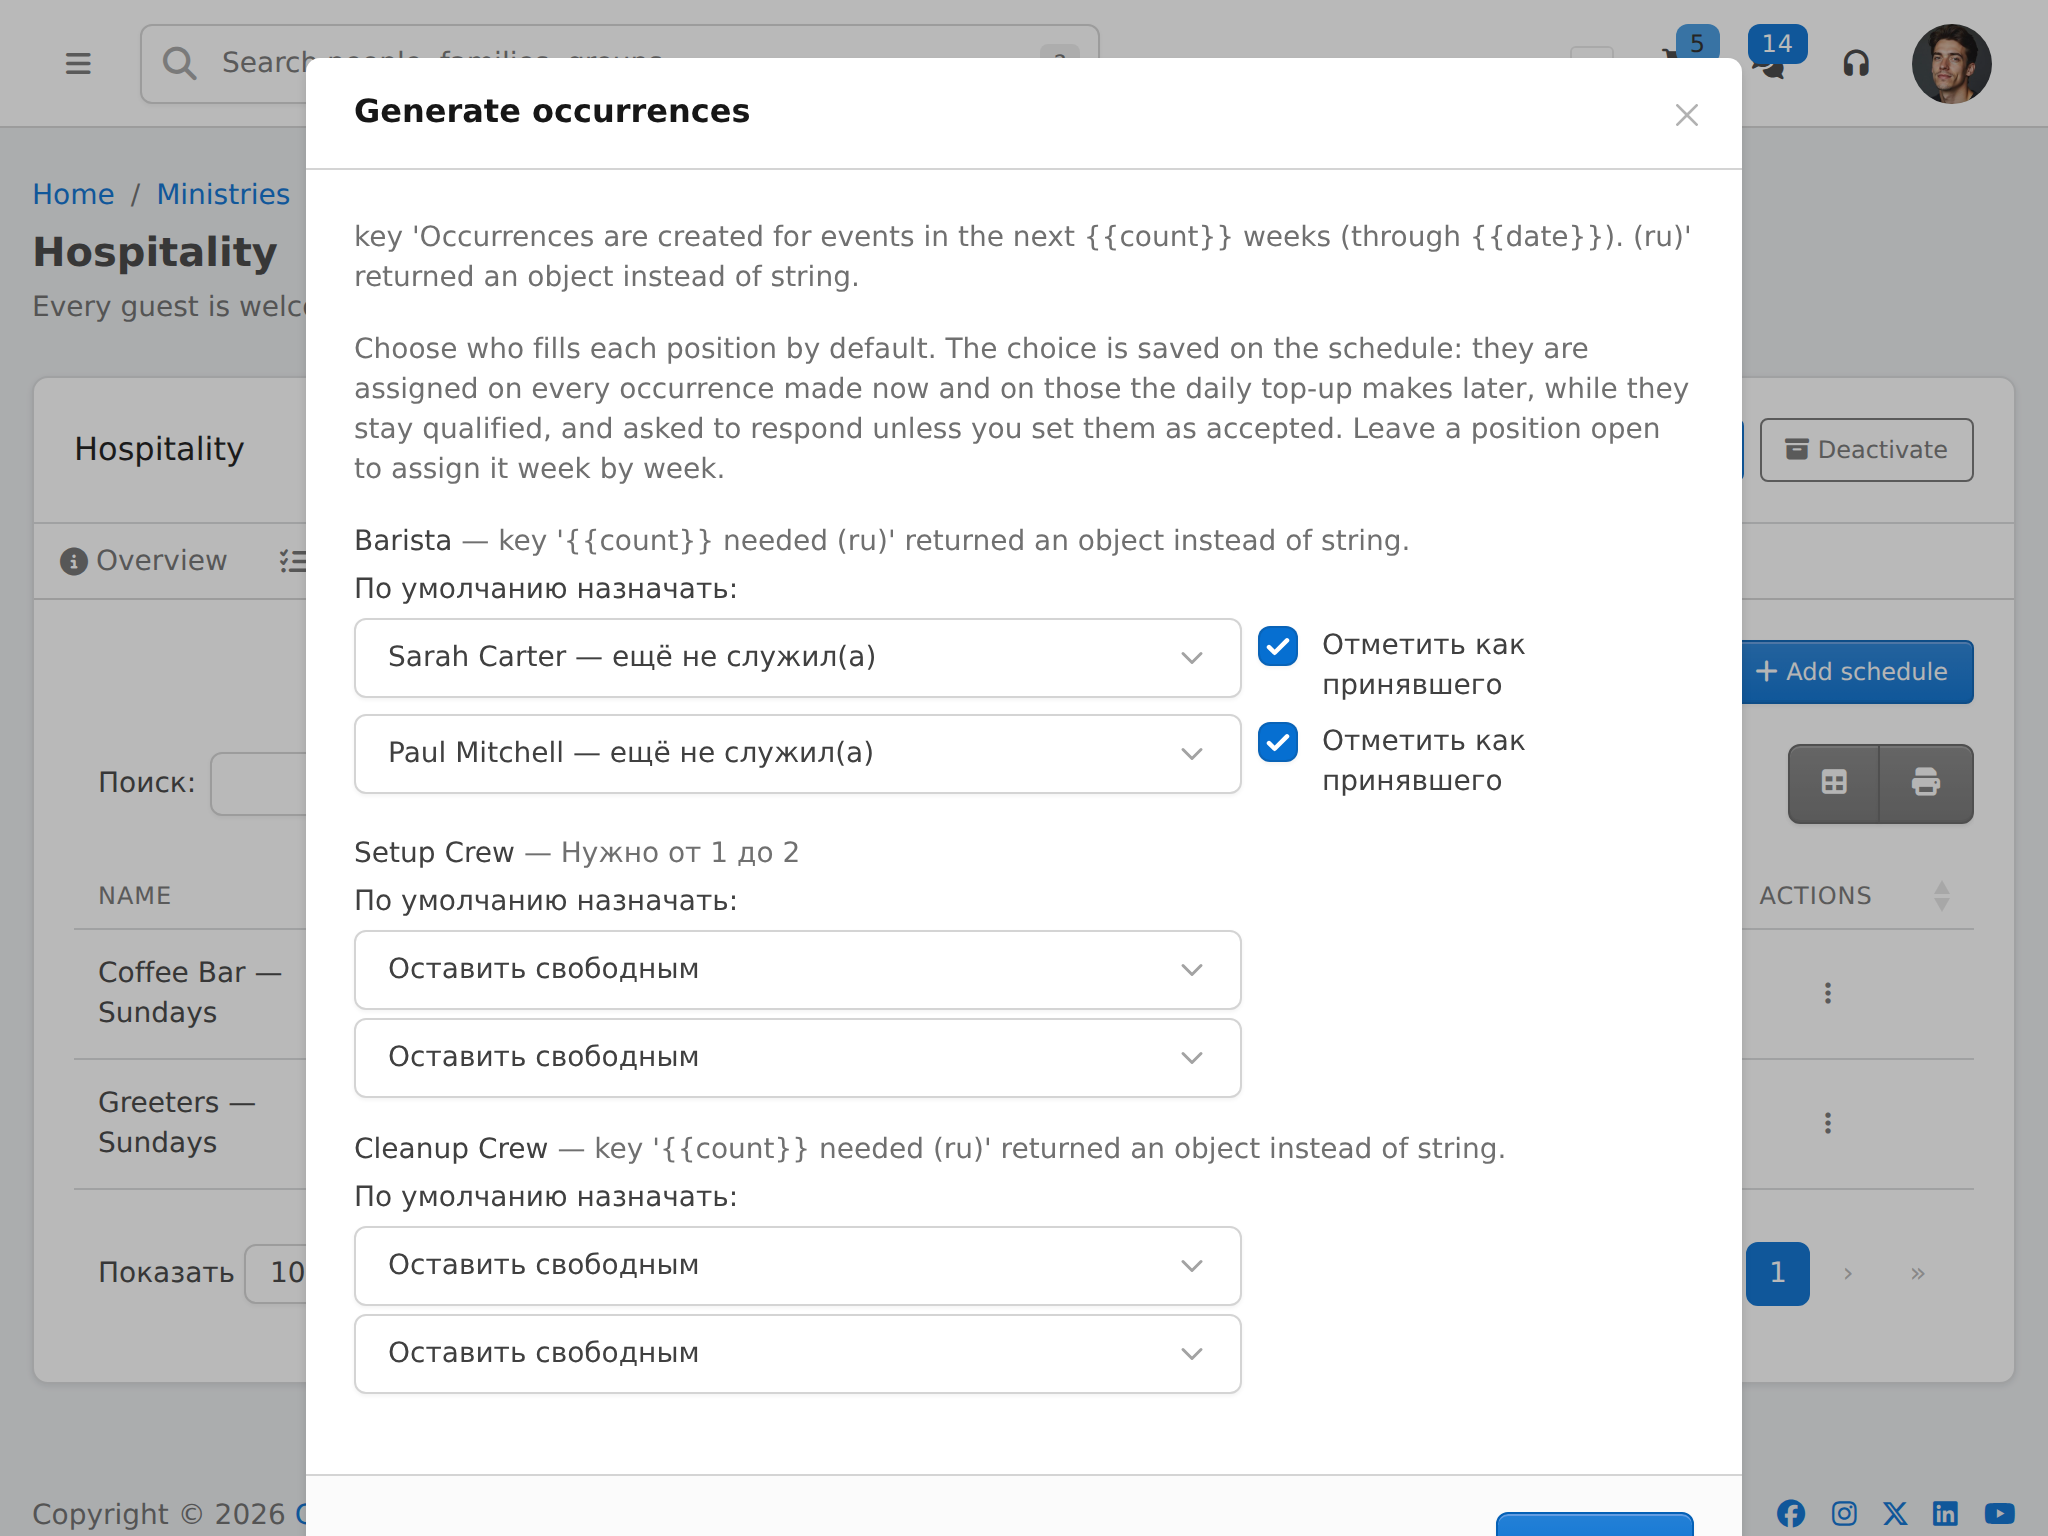 Search people, families, groups
5
14
Generate occurrences
Home / Ministries
Hospitality
Every guest is
key 'Occurrences are created for events in the next {{count}} weeks (through {{date}}). (ru)'
returned an object instead of string.
Choose who fills each position by default. The choice is saved on the schedule: they are
assigned on every occurrence made now and on those the daily top-up makes later, while they
stay qualified, and asked to respond unless you set them as accepted. Leave a position open
to assign it week by week.
Hospitality
Deactivate
Overview
Barista — key '{{count}} needed (ru)' returned an object instead of string.
По умолчанию назначать:
Sarah Carter — ещё не служил(а)
Отметить как
принявшего
Paul Mitchell — ещё не служил(а)
Отметить как
принявшего
Add schedule
Поиск:
Setup Crew — Нужно от 1 до 2
По умолчанию назначать:
Оставить свободным
Оставить свободным
NAME
ACTIONS
Coffee Bar —
Sundays
Greeters —
Sundays
Cleanup Crew — key '{{count}} needed (ru)' returned an object instead of string.
По умолчанию назначать:
Оставить свободным
Оставить свободным
Показать 10
1 › »
Copyright © 2026